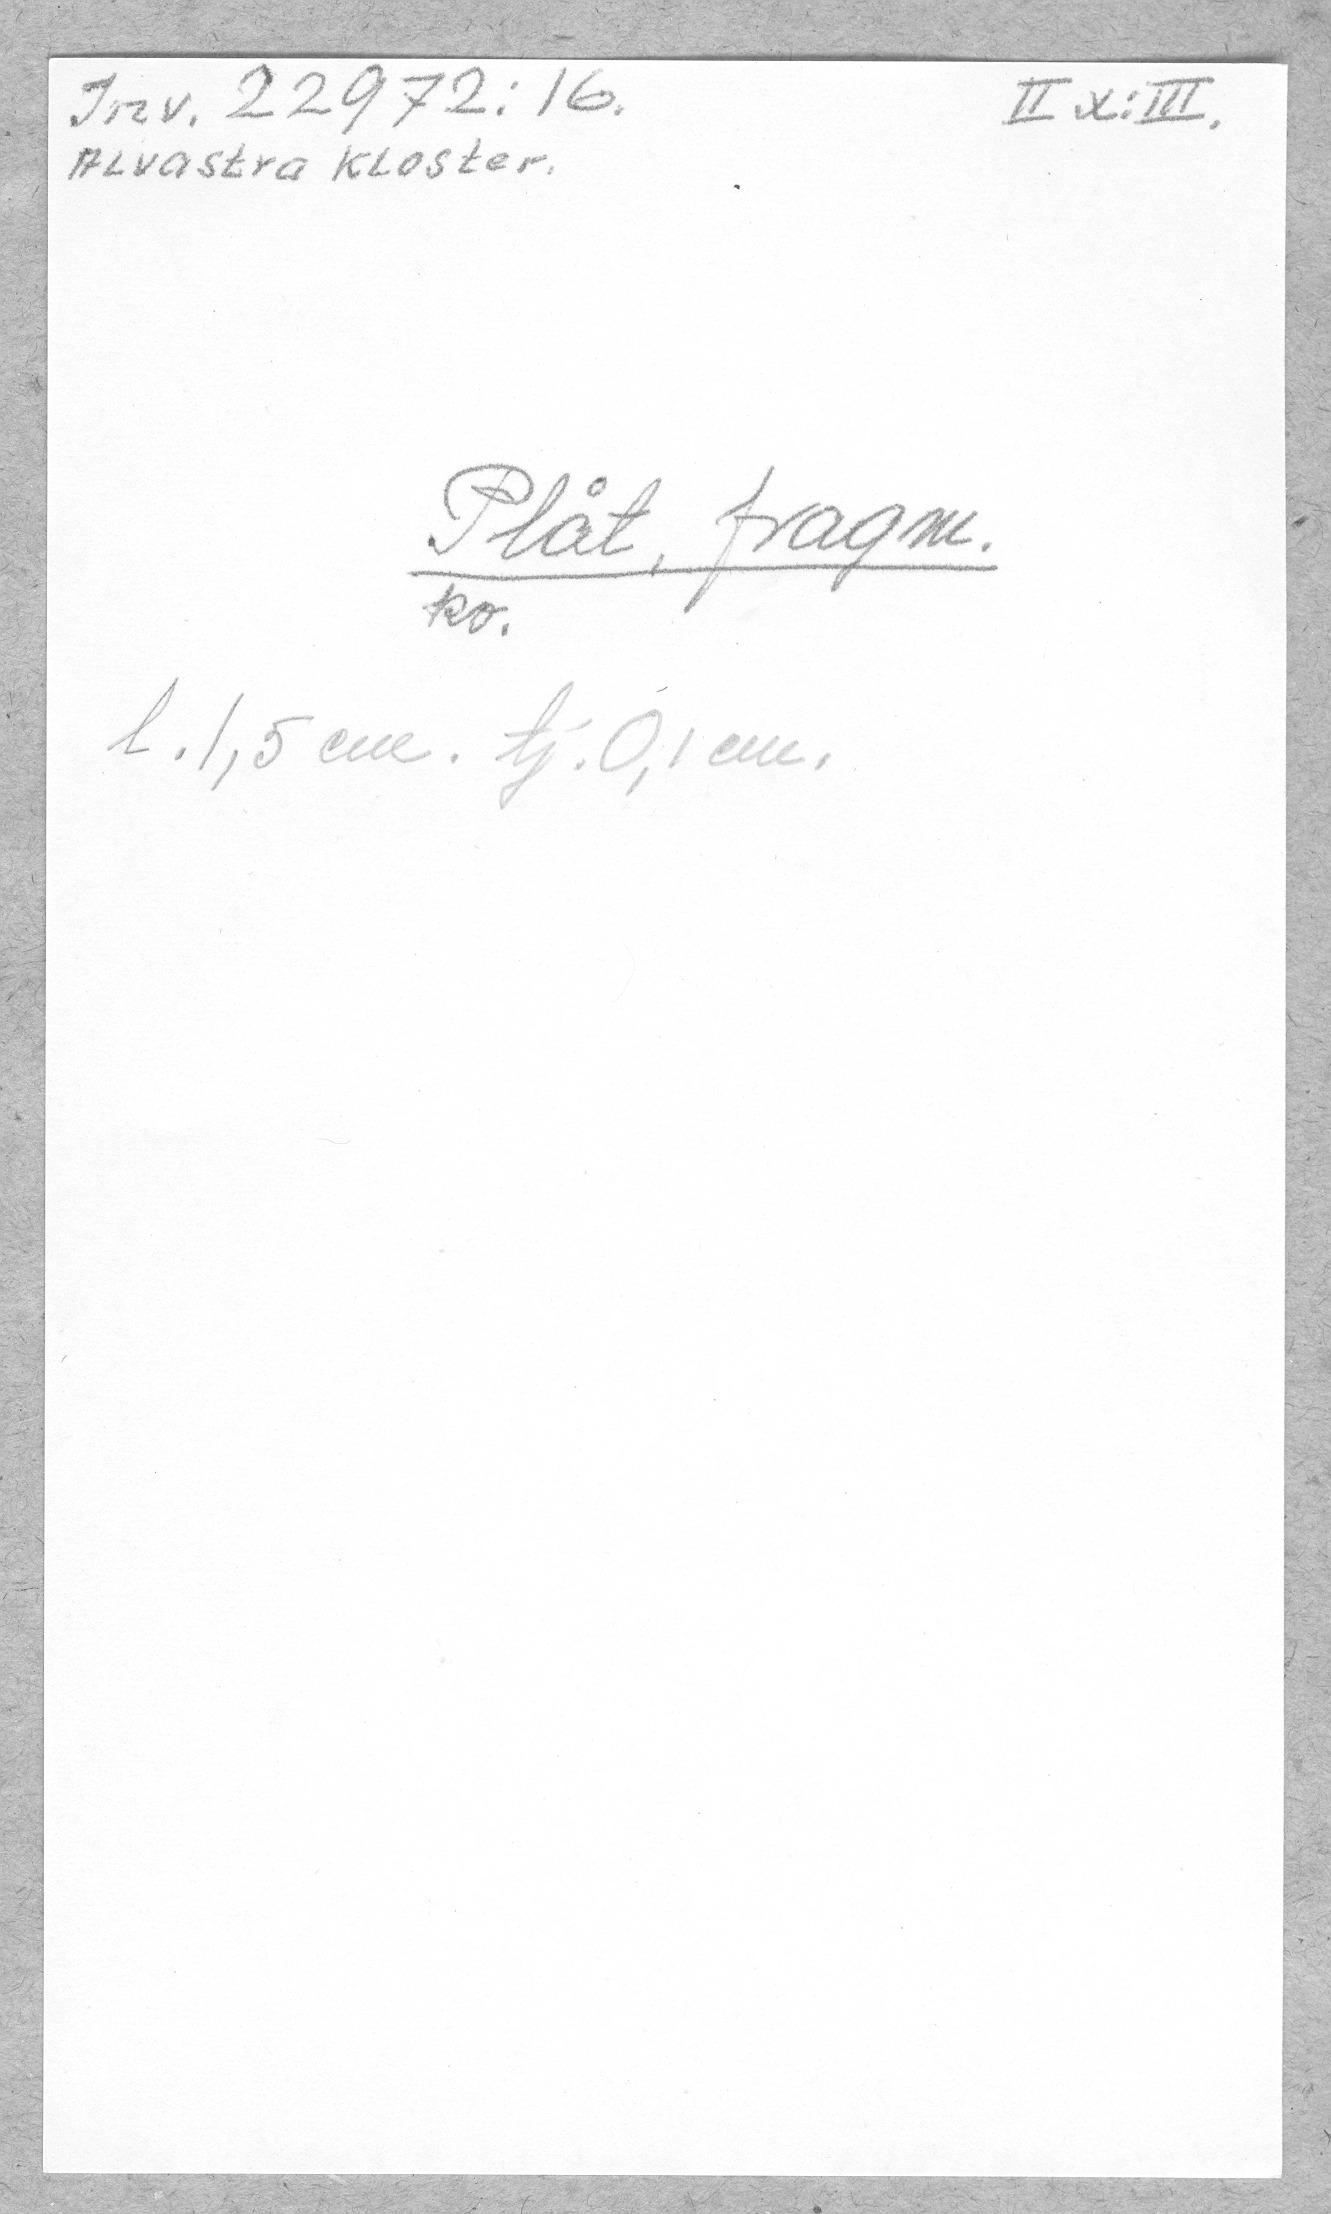 Inv. 22972:16. II x:III.
Alvastra Kloster.
Plåt, fragm.
ko.
l. 1,5 cm. tj. 0,1 cm.